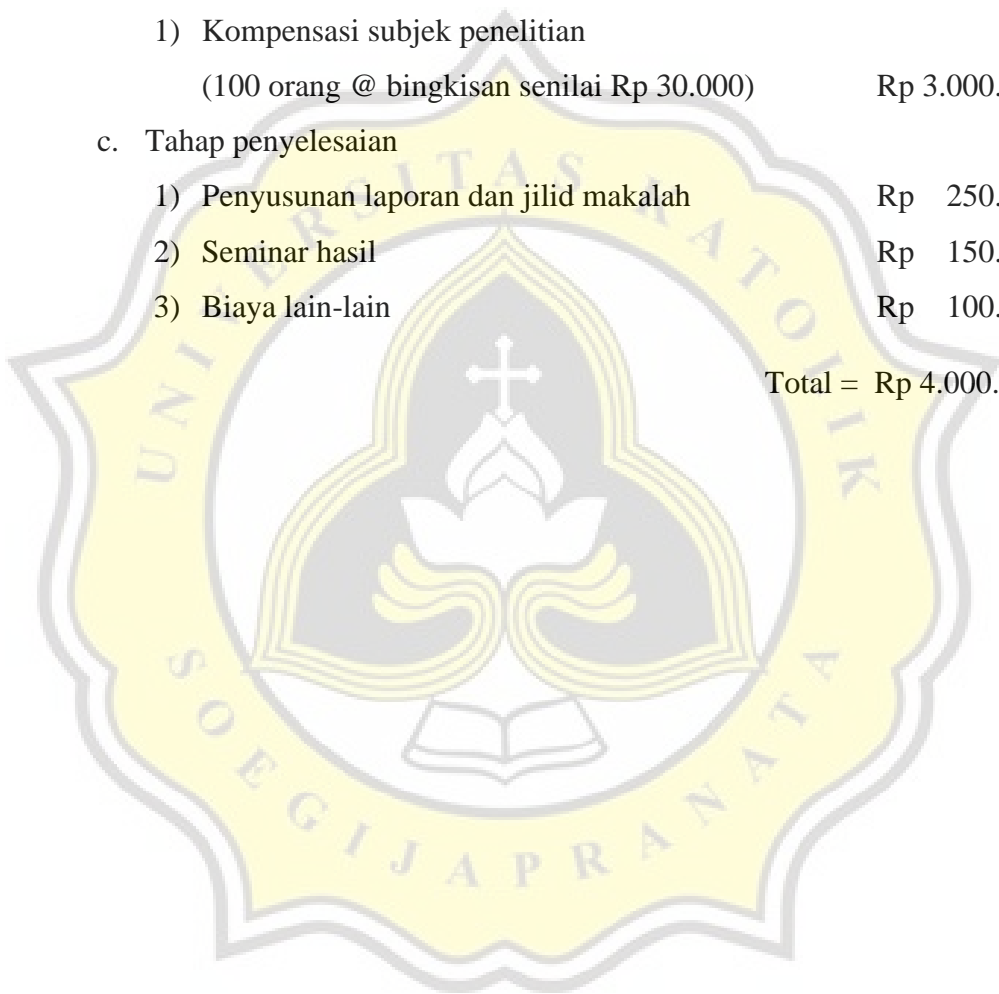 1) Kompensasi subjek penelitian
(100 orang @ bingkisan senilai Rp 30.000) Rp 3.000.
c. Tahap penyelesaian
1) Penyusunan laporan dan jilid makalah Rp 250.
2) Seminar hasil Rp 150.
3) Biaya lain-lain Rp 100.
Total = Rp 4.000.
UNIVERSITAS KATOLIK
SOEGIJAPRANATA